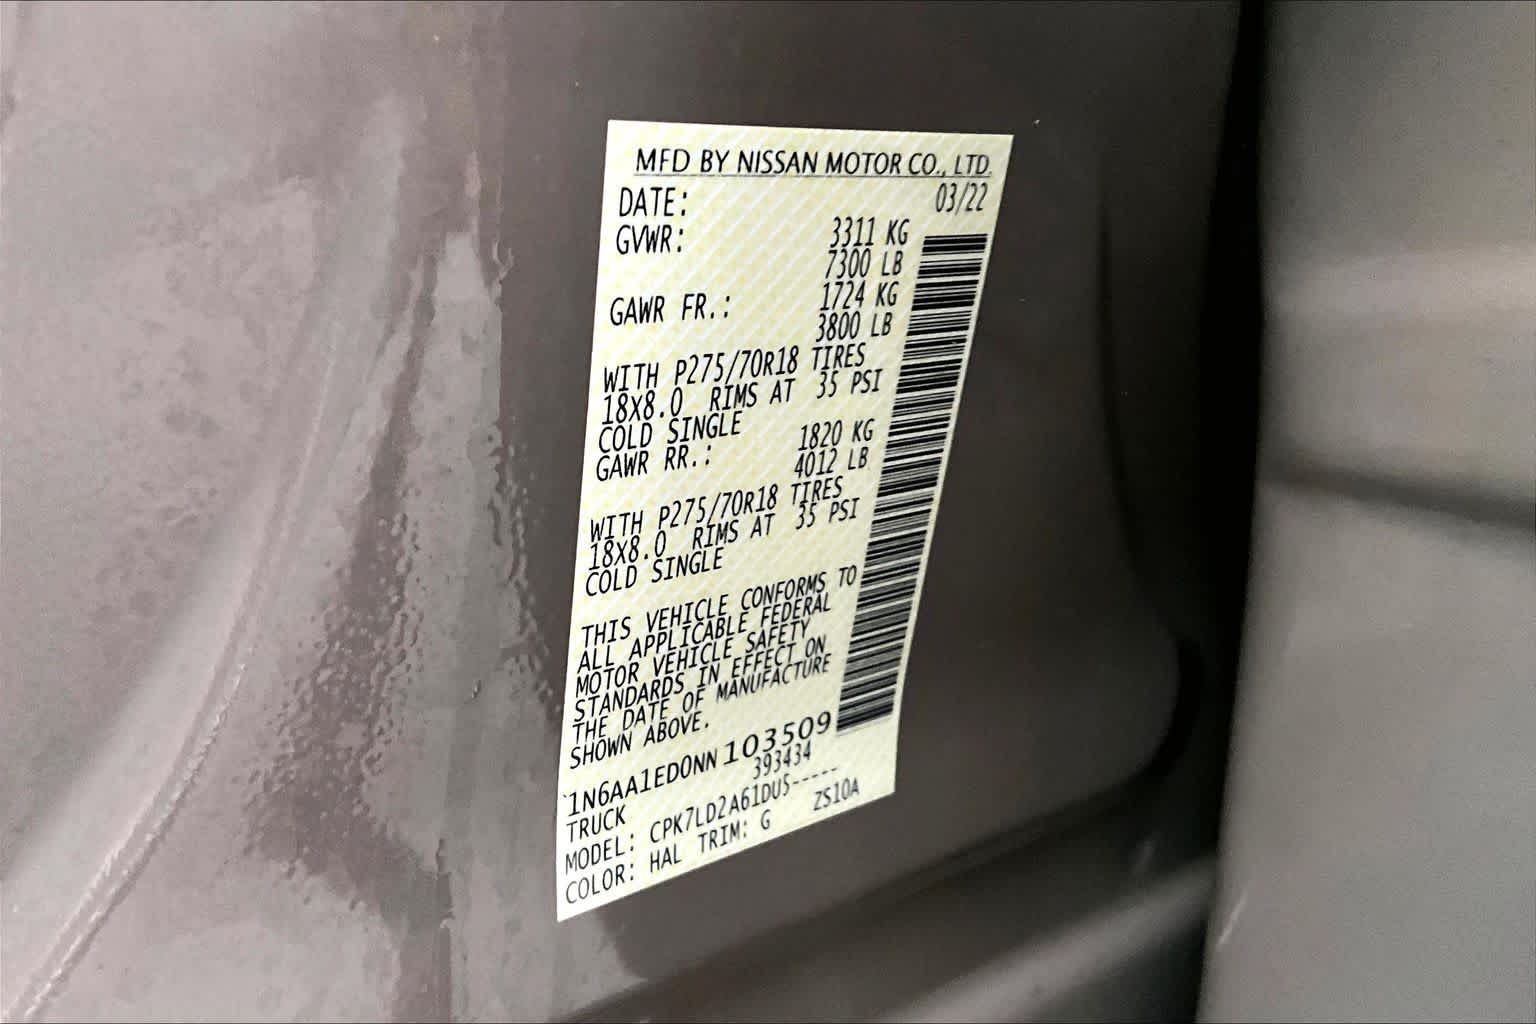 MFD BY NISSAN MOTOR CO., LTD.
DATE: 03/22
GVWR: 3311 KG
7300 LB
GAWR FR.: 1724 KG
3800 LB
WITH P275/70R18 TIRES
18X8.0 RIMS AT 35 PSI
COLD SINGLE
GAWR RR.: 1820 KG
4012 LB
WITH P275/70R18 TIRES
18X8.0 RIMS AT 35 PSI
COLD SINGLE
THIS VEHICLE CONFORMS TO
ALL APPLICABLE FEDERAL
MOTOR VEHICLE SAFETY
STANDARDS IN EFFECT ON
THE DATE OF MANUFACTURE
SHOWN ABOVE.
1N6AA1ED0NN103509
TRUCK 393434
MODEL: CPK7LD2A61DU5-----
COLOR: HAL TRIM: G ZS10A